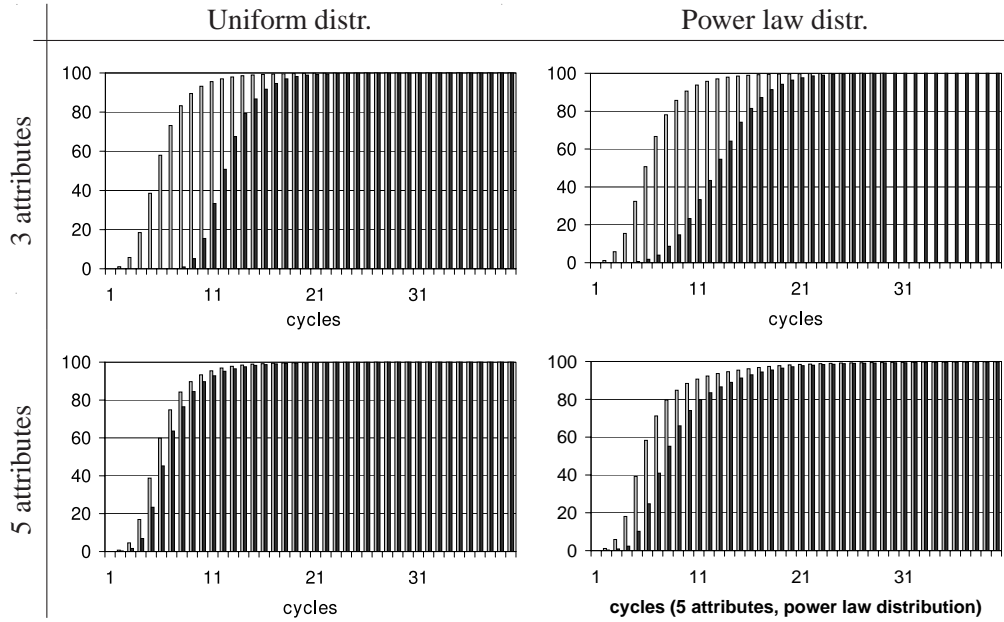 Uniform distr. Power law distr.
3 attributes
100
80
60
40
20
0
1 11 21 31
cycles
100
80
60
40
20
0
1 11 21 31
cycles
5 attributes
100
80
60
40
20
0
1 11 21 31
cycles
100
80
60
40
20
0
1 11 21 31
cycles (5 attributes, power law distribution)